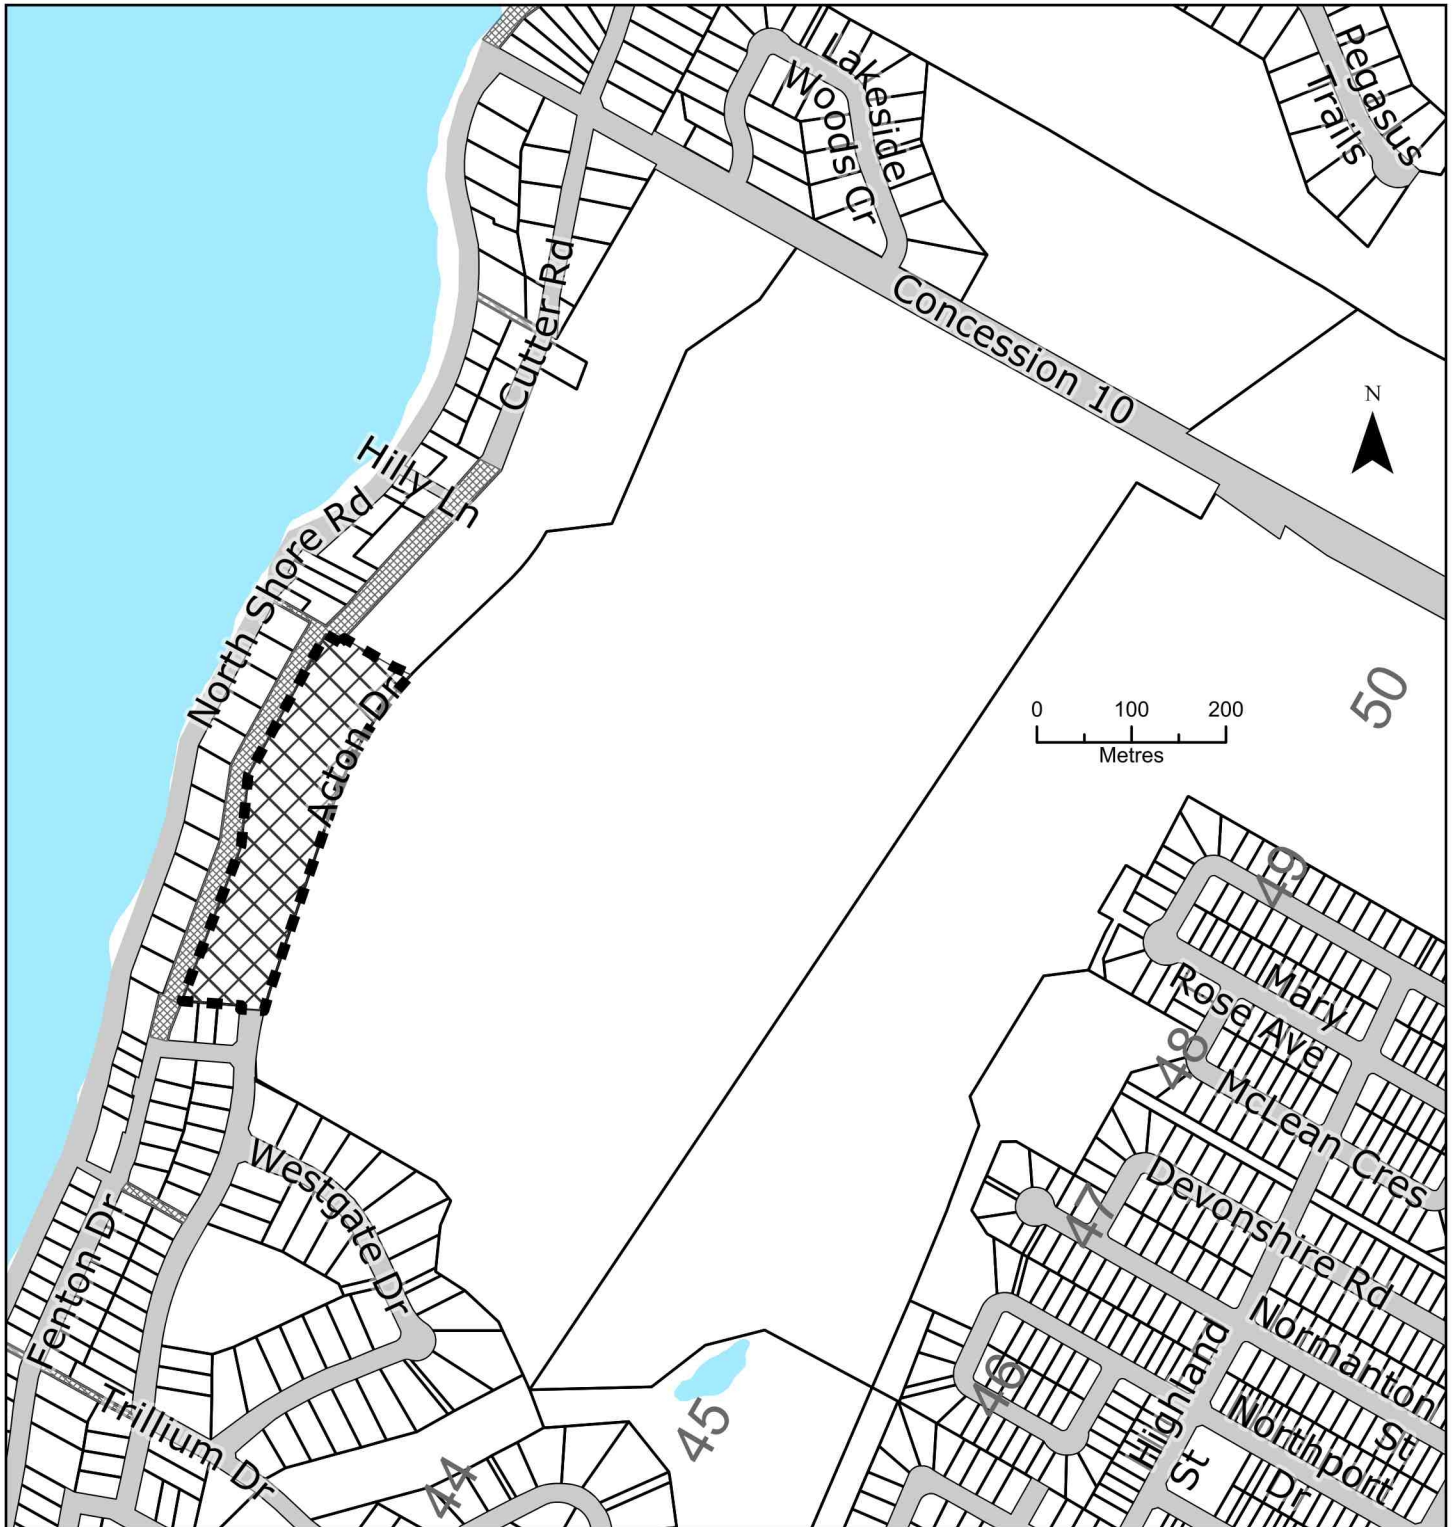 Lakeside
Woods Cr
Pegasus
Trails
Cutter Rd
Concession 10
N
Hilly Ln
North Shore Rd
Acton Dr
50
0 100 200
Metres
49
Mary
Rose Ave
48
McLean Cres
Westgate Dr
47
Devonshire Rd
Fenton Dr
Normanton
St
46
Highland
St
Northport
Dr
Trillium Dr
45
44